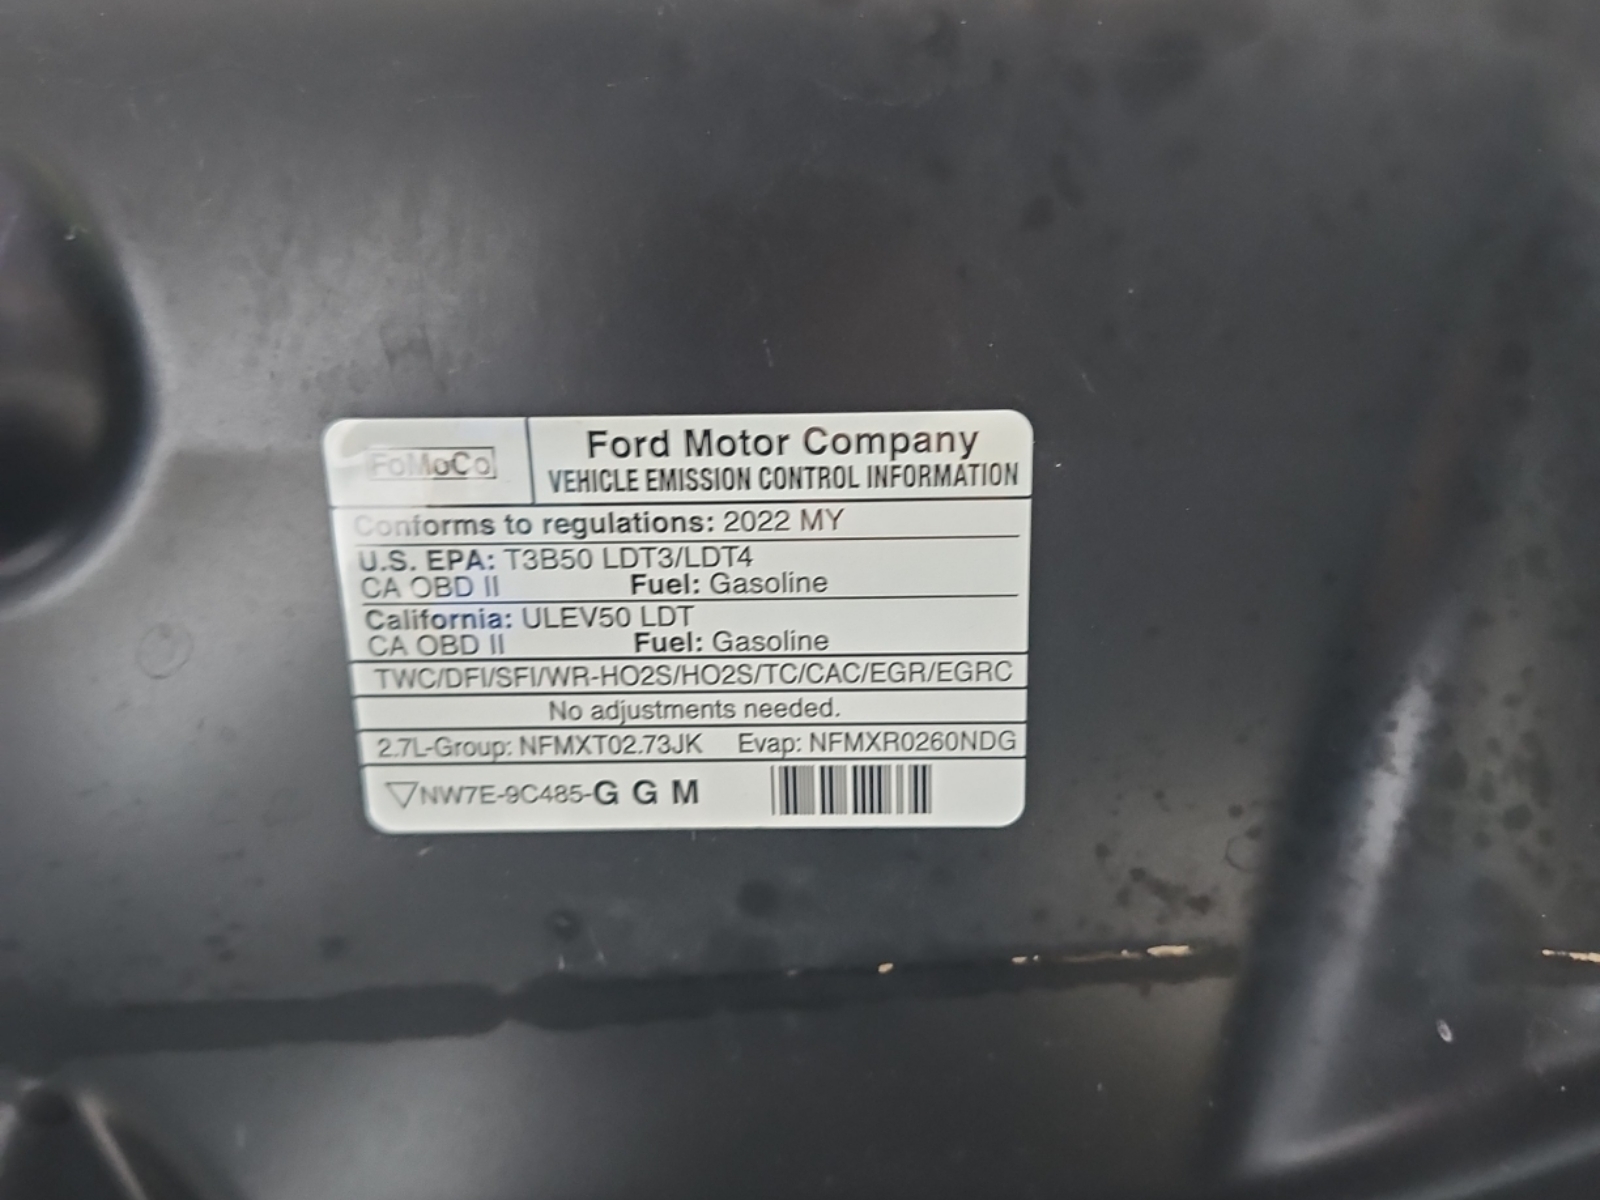 FoMoCo
Ford Motor Company
VEHICLE EMISSION CONTROL INFORMATION
Conforms to regulations: 2022 MY
U.S. EPA: T3B50 LDT3/LDT4
CA OBD II Fuel: Gasoline
California: ULEV50 LDT
CA OBD II Fuel: Gasoline
TWC/DFI/SFI/WR-HO2S/HO2S/TC/CAC/EGR/EGRC
No adjustments needed.
2.7L-Group: NFMXT02.73JK Evap: NFMXR0260NDG
▽NW7E-9C485-G G M